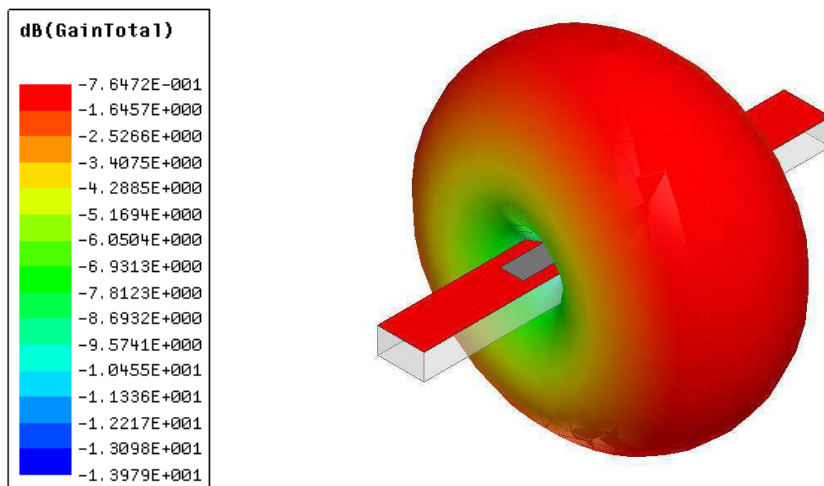 dB(GainTotal)
-7.6472E-001
-1.6457E+000
-2.5266E+000
-3.4075E+000
-4.2885E+000
-5.1694E+000
-6.0504E+000
-6.9313E+000
-7.8123E+000
-8.6932E+000
-9.5741E+000
-1.0455E+001
-1.1336E+001
-1.2217E+001
-1.3098E+001
-1.3979E+001